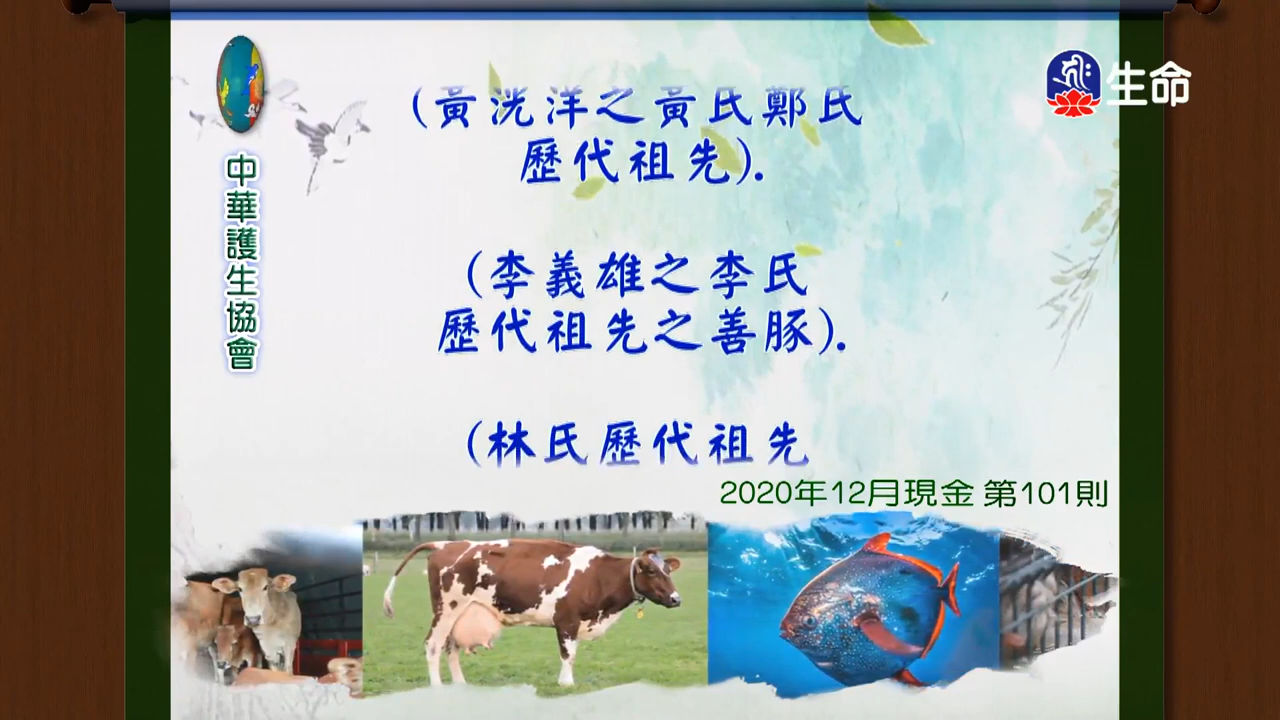 生命
中華護生協會
(黃洸洋之黃氏鄭氏
歷代祖先).
(李義雄之李氏
歷代祖先之善豚).
(林氏歷代祖先
2020年12月現金 第101則